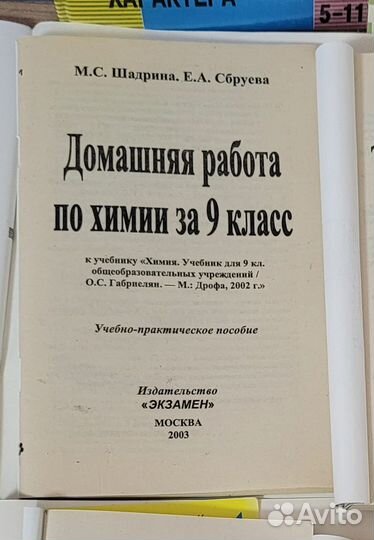 ХАРАКТЕРА
5-11
М.С. Шадрина. Е.А. Сбруева
Домашняя работа
по химии за 9 класс
к учебнику «Химия. Учебник для 9 кл.
общеобразовательных учреждений /
О.С. Габриелян. — М.: Дрофа, 2002 г.»
Учебно-практическое пособие
Издательство
«ЭКЗАМЕН»
МОСКВА
2003
Avito